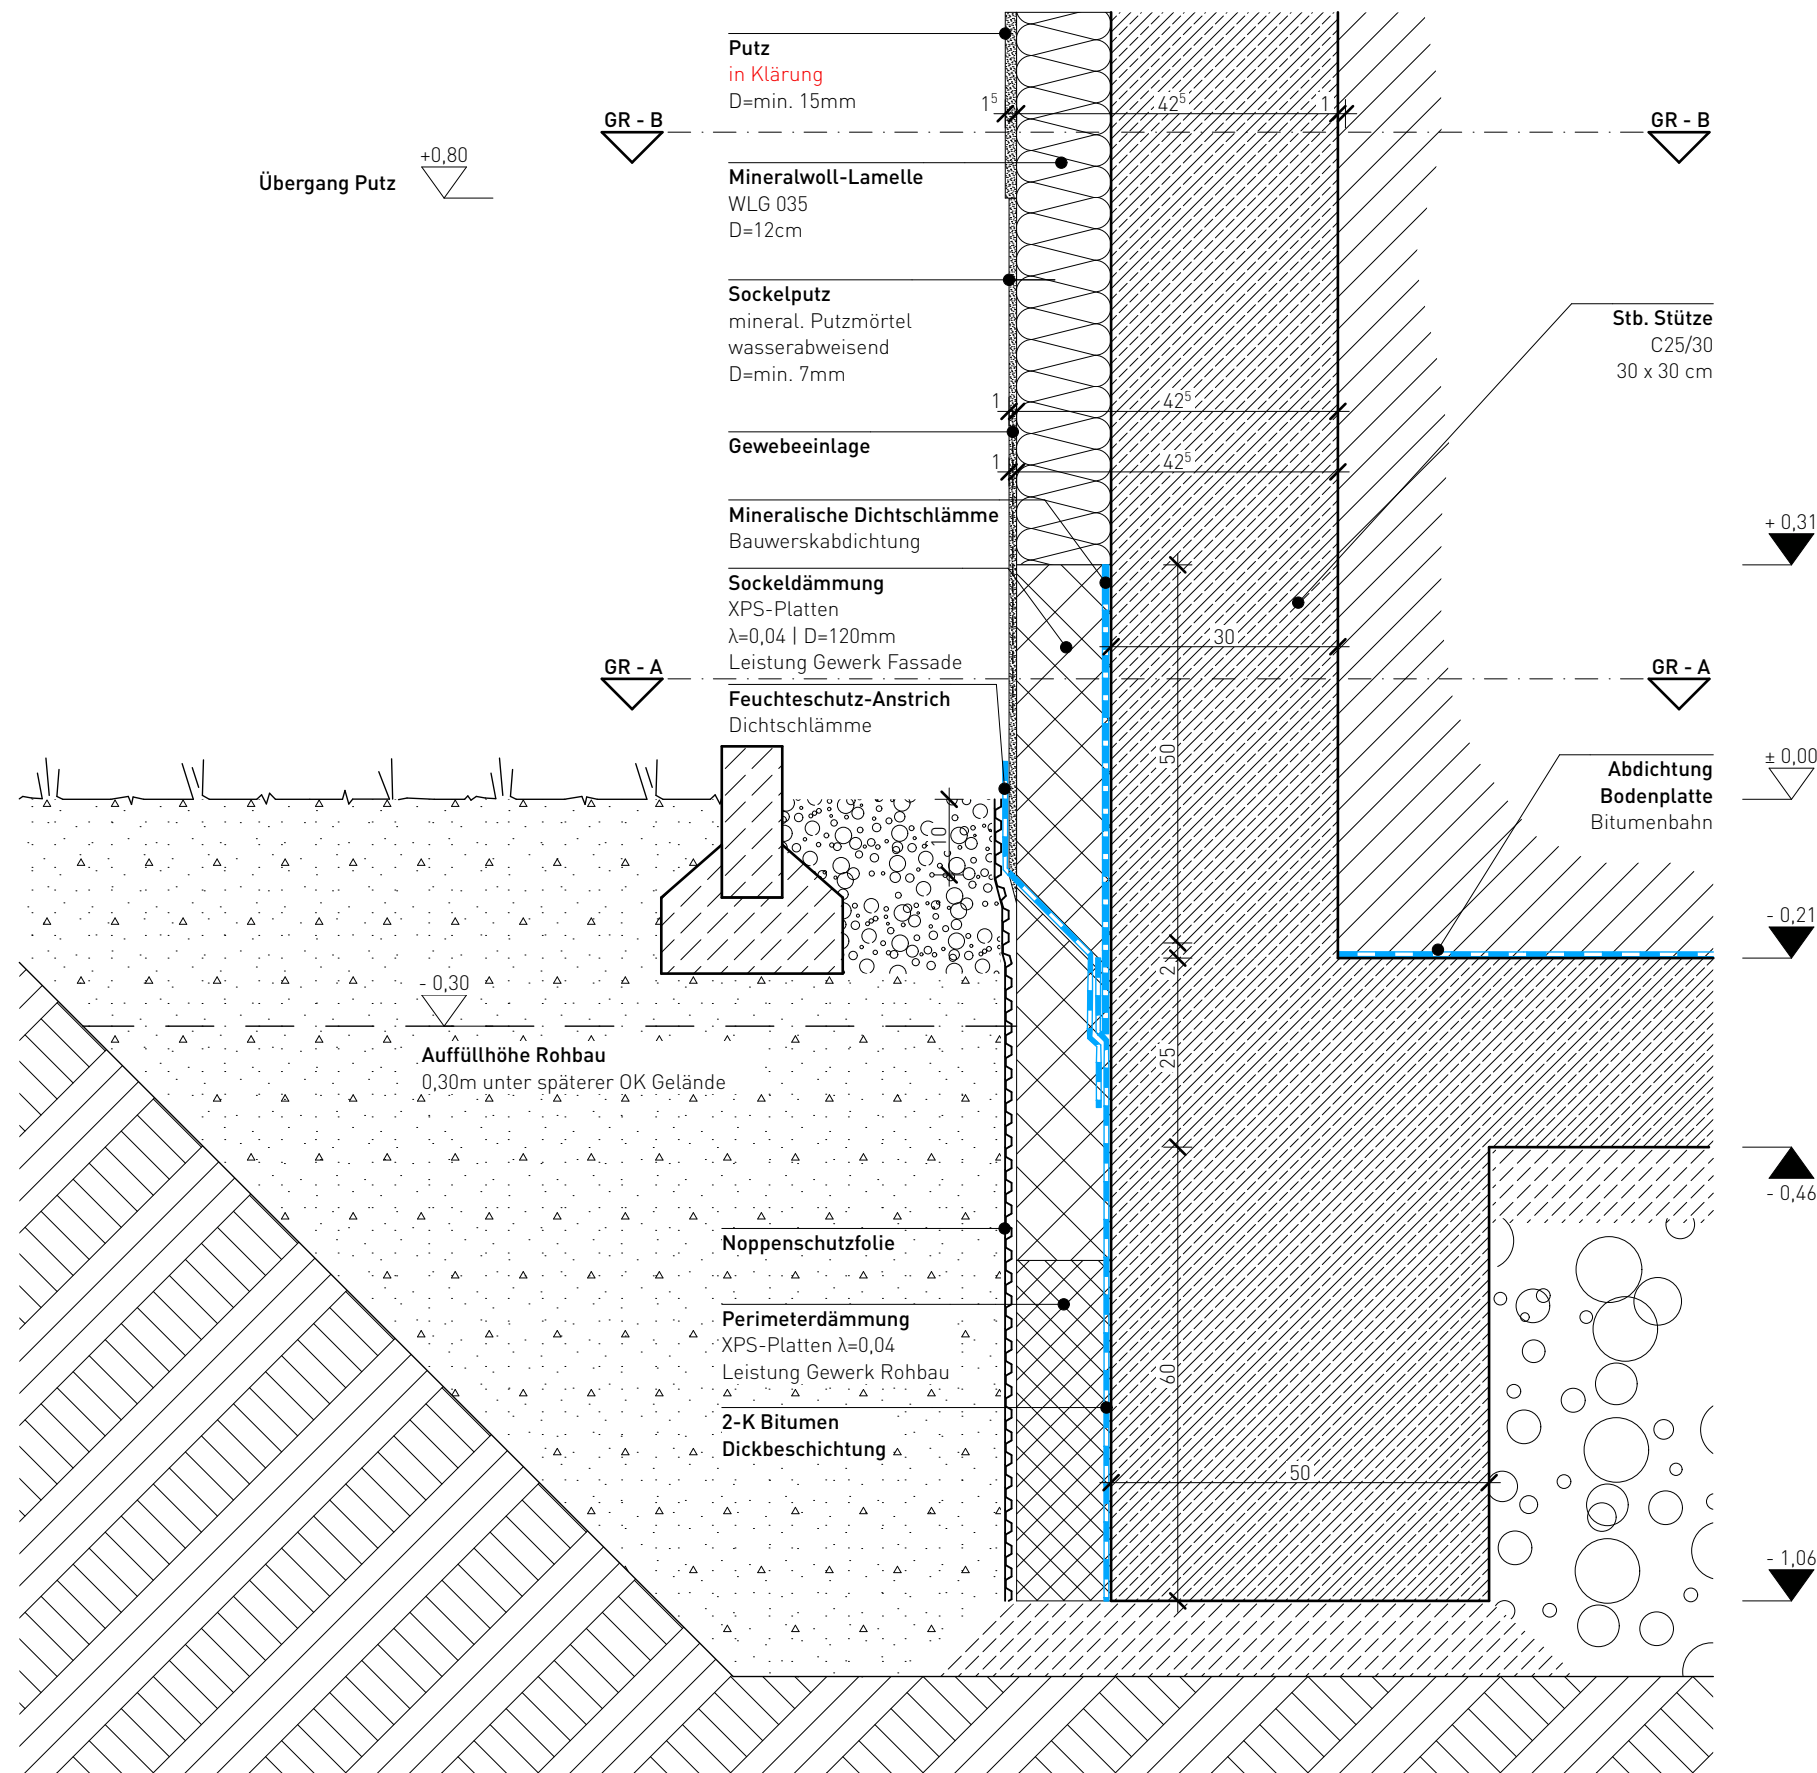 Putz
in Klärung
D=min. 15mm
1⁵
42⁵
1
GR - B
GR - B
+0,80
Übergang Putz
Mineralwoll-Lamelle
WLG 035
D=12cm
Sockelputz
mineral. Putzmörtel
wasserabweisend
D=min. 7mm
Stb. Stütze
C25/30
30 x 30 cm
1
42⁵
Gewebeeinlage
1
42⁵
Mineralische Dichtschlämme
Bauwerskabdichtung
+ 0,31
Sockeldämmung
XPS-Platten
λ=0,04 | D=120mm
Leistung Gewerk Fassade
30
GR - A
GR - A
Feuchteschutz-Anstrich
Dichtschlämme
50
± 0,00
Abdichtung
Bodenplatte
Bitumenbahn
10
- 0,21
2
- 0,30
Auffüllhöhe Rohbau
0,30m unter späterer OK Gelände
25
- 0,46
Noppenschutzfolie
Perimeterdämmung
XPS-Platten λ=0,04
Leistung Gewerk Rohbau
60
2-K Bitumen
Dickbeschichtung
50
- 1,06